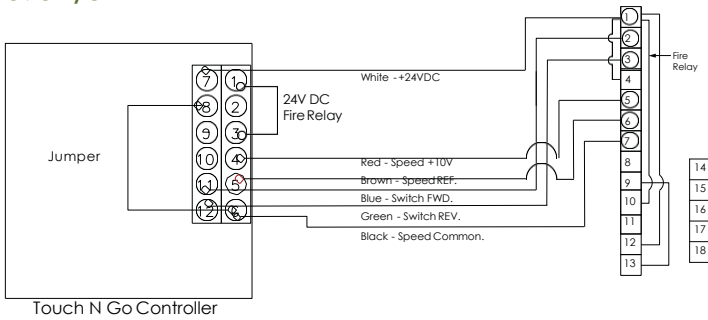 White - +24VDC
24V DC
Fire Relay
Jumper
Red - Speed +10V
Brown - Speed REF.
Blue - Switch FWD.
Green - Switch REV.
Black - Speed Common.
Touch N Go Controller
7 1
8 2
9 3
10 4
11 5
12 6
1
2
3
4
5
6
7
8
9
10
11
12
13
Fire
Relay
14
15
16
17
18